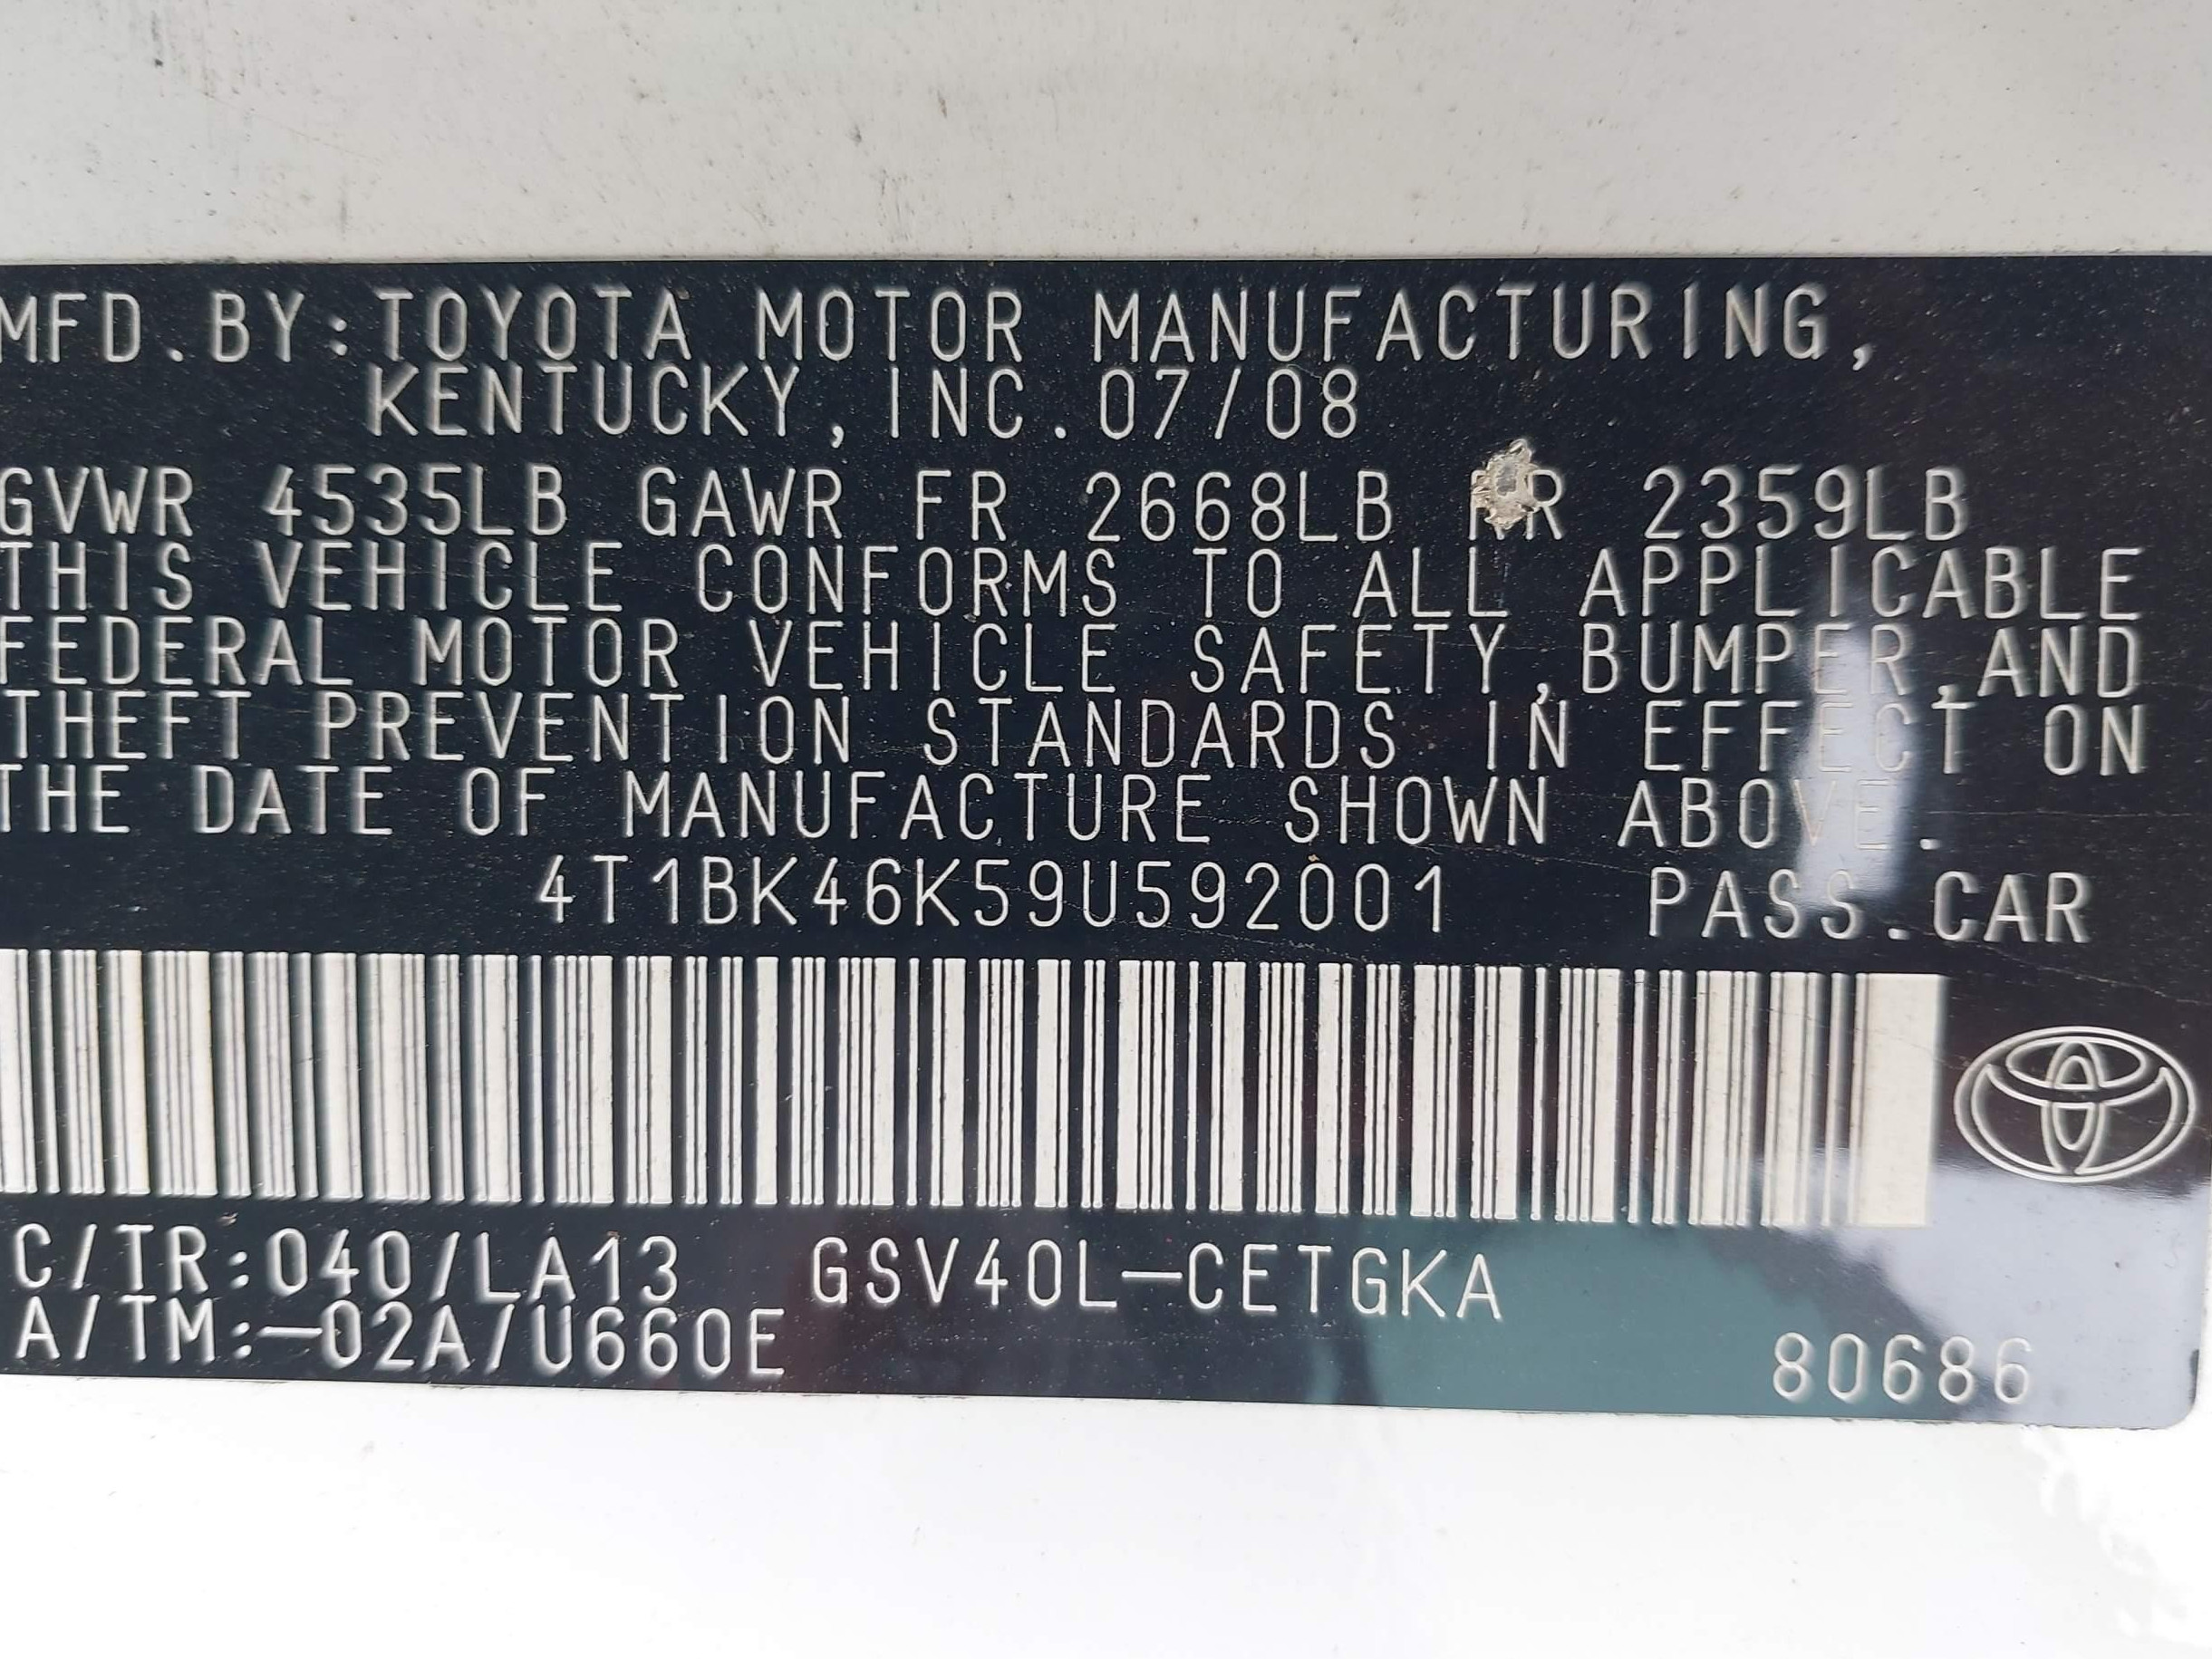 MFD.BY:TOYOTA MOTOR MANUFACTURING,
KENTUCKY, INC.07/08
GVWR 4535LB GAWR FR 2668LB RR 2359LB
THIS VEHICLE CONFORMS TO ALL APPLICABLE
FEDERAL MOTOR VEHICLE SAFETY,BUMPER,AND
THEFT PREVENTION STANDARDS IN EFFECT ON
THE DATE OF MANUFACTURE SHOWN ABOVE.
4T1BK46K59U592001 PASS.CAR
C/TR:040/LA13 GSV40L-CETGKA
A/TM:-02A/U660E 80686